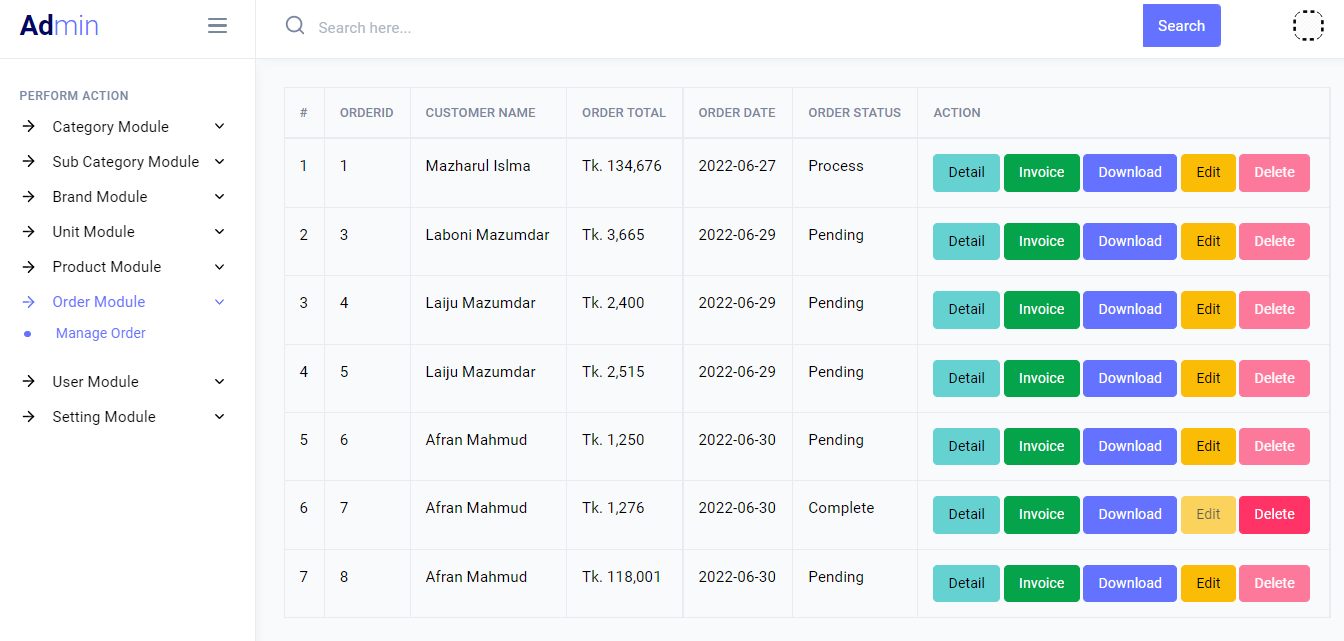 Admin
Search here...
Search
PERFORM ACTION
Category Module
Sub Category Module
Brand Module
Unit Module
Product Module
Order Module
Manage Order
User Module
Setting Module
# ORDERID CUSTOMER NAME ORDER TOTAL ORDER DATE ORDER STATUS ACTION
1 1 Mazharul Islma Tk. 134,676 2022-06-27 Process Detail Invoice Download Edit Delete
2 3 Laboni Mazumdar Tk. 3,665 2022-06-29 Pending Detail Invoice Download Edit Delete
3 4 Laiju Mazumdar Tk. 2,400 2022-06-29 Pending Detail Invoice Download Edit Delete
4 5 Laiju Mazumdar Tk. 2,515 2022-06-29 Pending Detail Invoice Download Edit Delete
5 6 Afran Mahmud Tk. 1,250 2022-06-30 Pending Detail Invoice Download Edit Delete
6 7 Afran Mahmud Tk. 1,276 2022-06-30 Complete Detail Invoice Download Edit Delete
7 8 Afran Mahmud Tk. 118,001 2022-06-30 Pending Detail Invoice Download Edit Delete